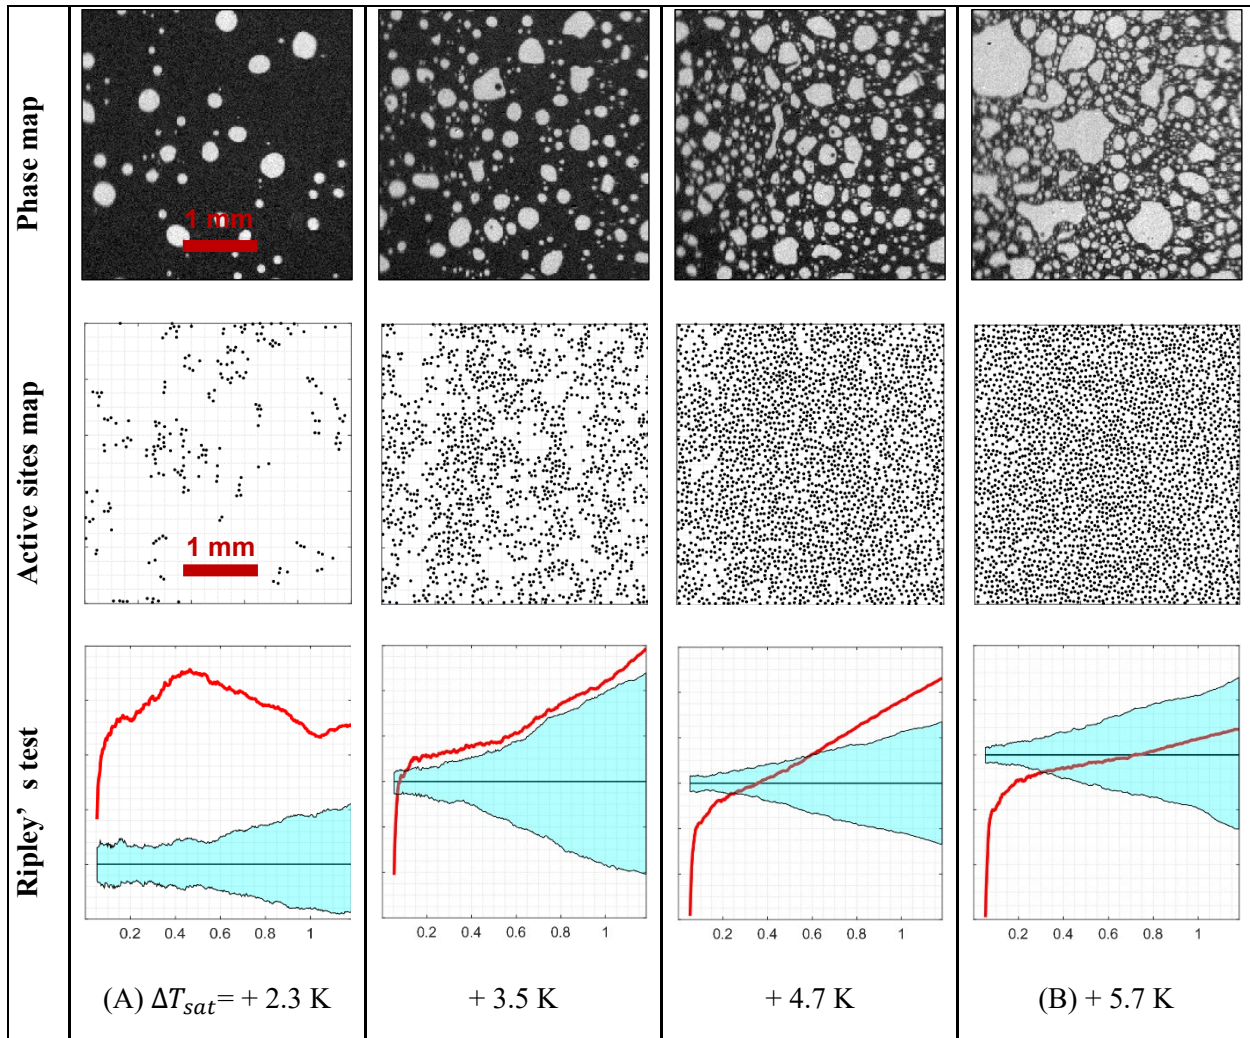 Phase map
1 mm
Active sites map
1 mm
Ripley’ s test
0.2 0.4 0.6 0.8 1
0.2 0.4 0.6 0.8 1
0.2 0.4 0.6 0.8 1
0.2 0.4 0.6 0.8 1
(A) ΔT_sat= + 2.3 K
+ 3.5 K
+ 4.7 K
(B) + 5.7 K